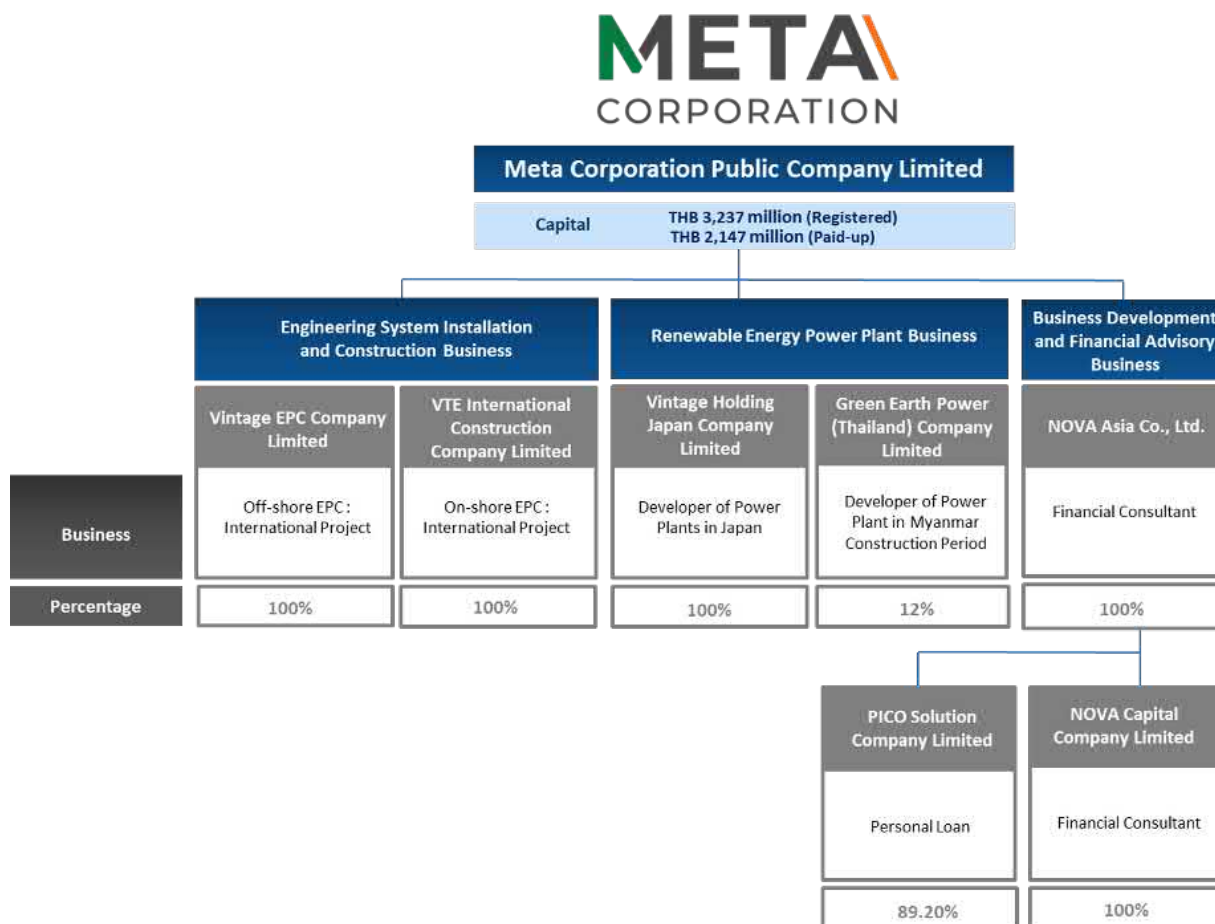 META
CORPORATION
Meta Corporation Public Company Limited
Capital
THB 3,237 million (Registered)
THB 2,147 million (Paid-up)
Engineering System Installation
and Construction Business
Renewable Energy Power Plant Business
Business Development
and Financial Advisory
Business
Vintage EPC Company
Limited
VTE International
Construction
Company Limited
Vintage Holding
Japan Company
Limited
Green Earth Power
(Thailand) Company
Limited
NOVA Asia Co., Ltd.
Business
Off-shore EPC :
International Project
On-shore EPC :
International Project
Developer of Power
Plants in Japan
Developer of Power
Plant in Myanmar
Construction Period
Financial Consultant
Percentage
100%
100%
100%
12%
100%
PICO Solution
Company Limited
NOVA Capital
Company Limited
Personal Loan
Financial Consultant
89.20%
100%